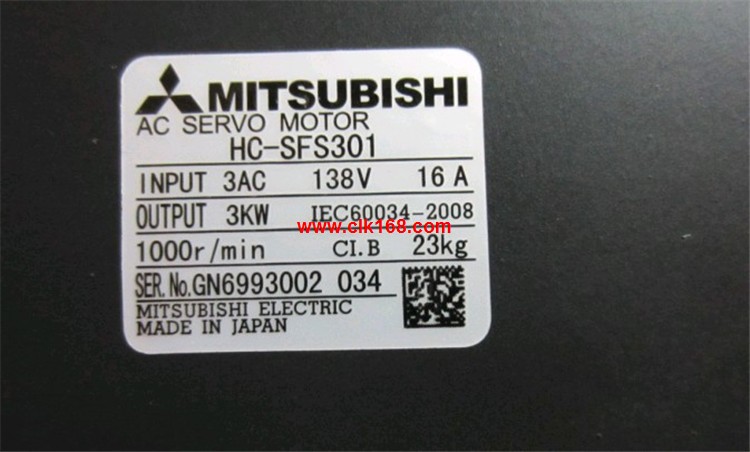 MITSUBISHI
AC SERVO MOTOR
HC-SFS301
INPUT 3AC 138V 16 A
OUTPUT 3KW IEC60034-2008
www.clk168.com
1000r/min CI.B 23kg
SER.No.GN6993002 034
MITSUBISHI ELECTRIC
MADE IN JAPAN